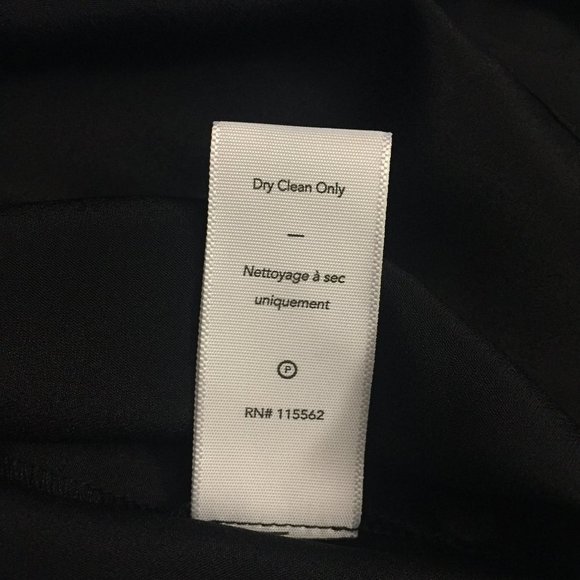 Dry Clean Only
—
Nettoyage à sec
uniquement
P
RN# 115562